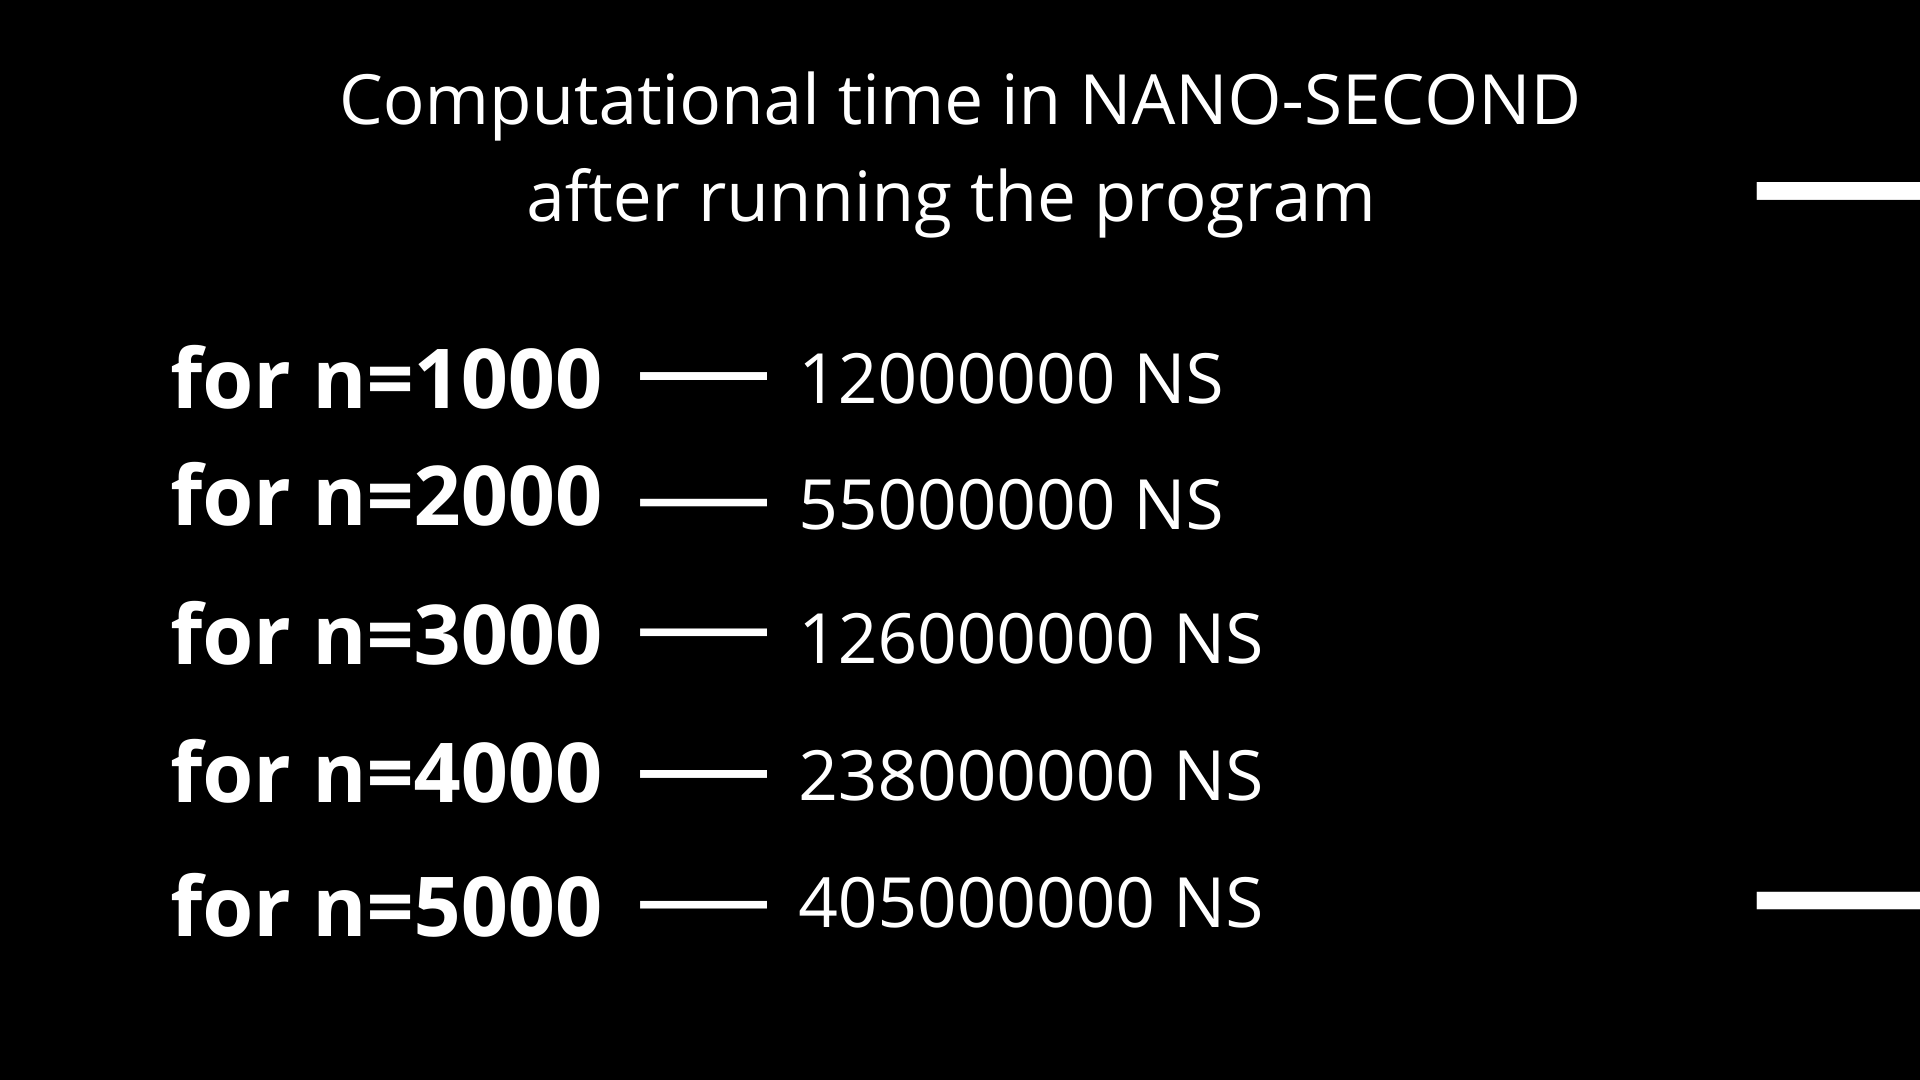 Computational time in NANO-SECOND
after running the program
for n=1000 — 12000000 NS
for n=2000 — 55000000 NS
for n=3000 — 126000000 NS
for n=4000 — 238000000 NS
for n=5000 — 405000000 NS